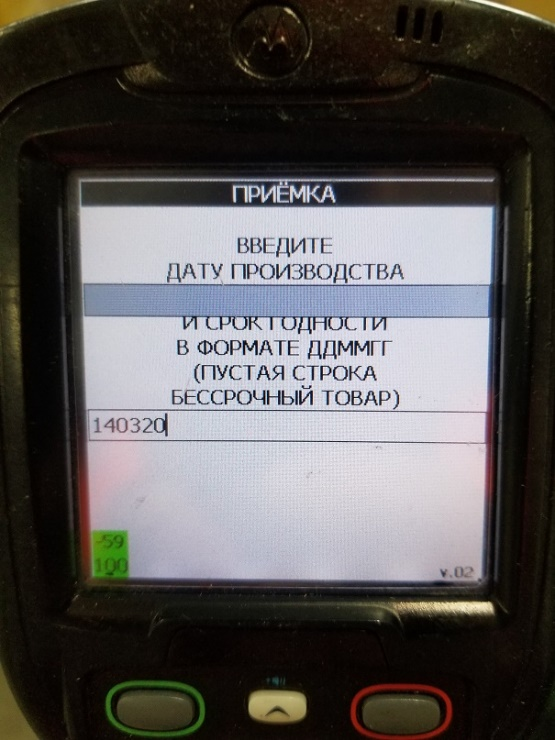 ПРИЁМКА
ВВЕДИТЕ
ДАТУ ПРОИЗВОДСТВА
И СРОК ГОДНОСТИ
В ФОРМАТЕ ДДММГГ
(ПУСТАЯ СТРОКА
БЕССРОЧНЫЙ ТОВАР)
140320
-59
100
v.02